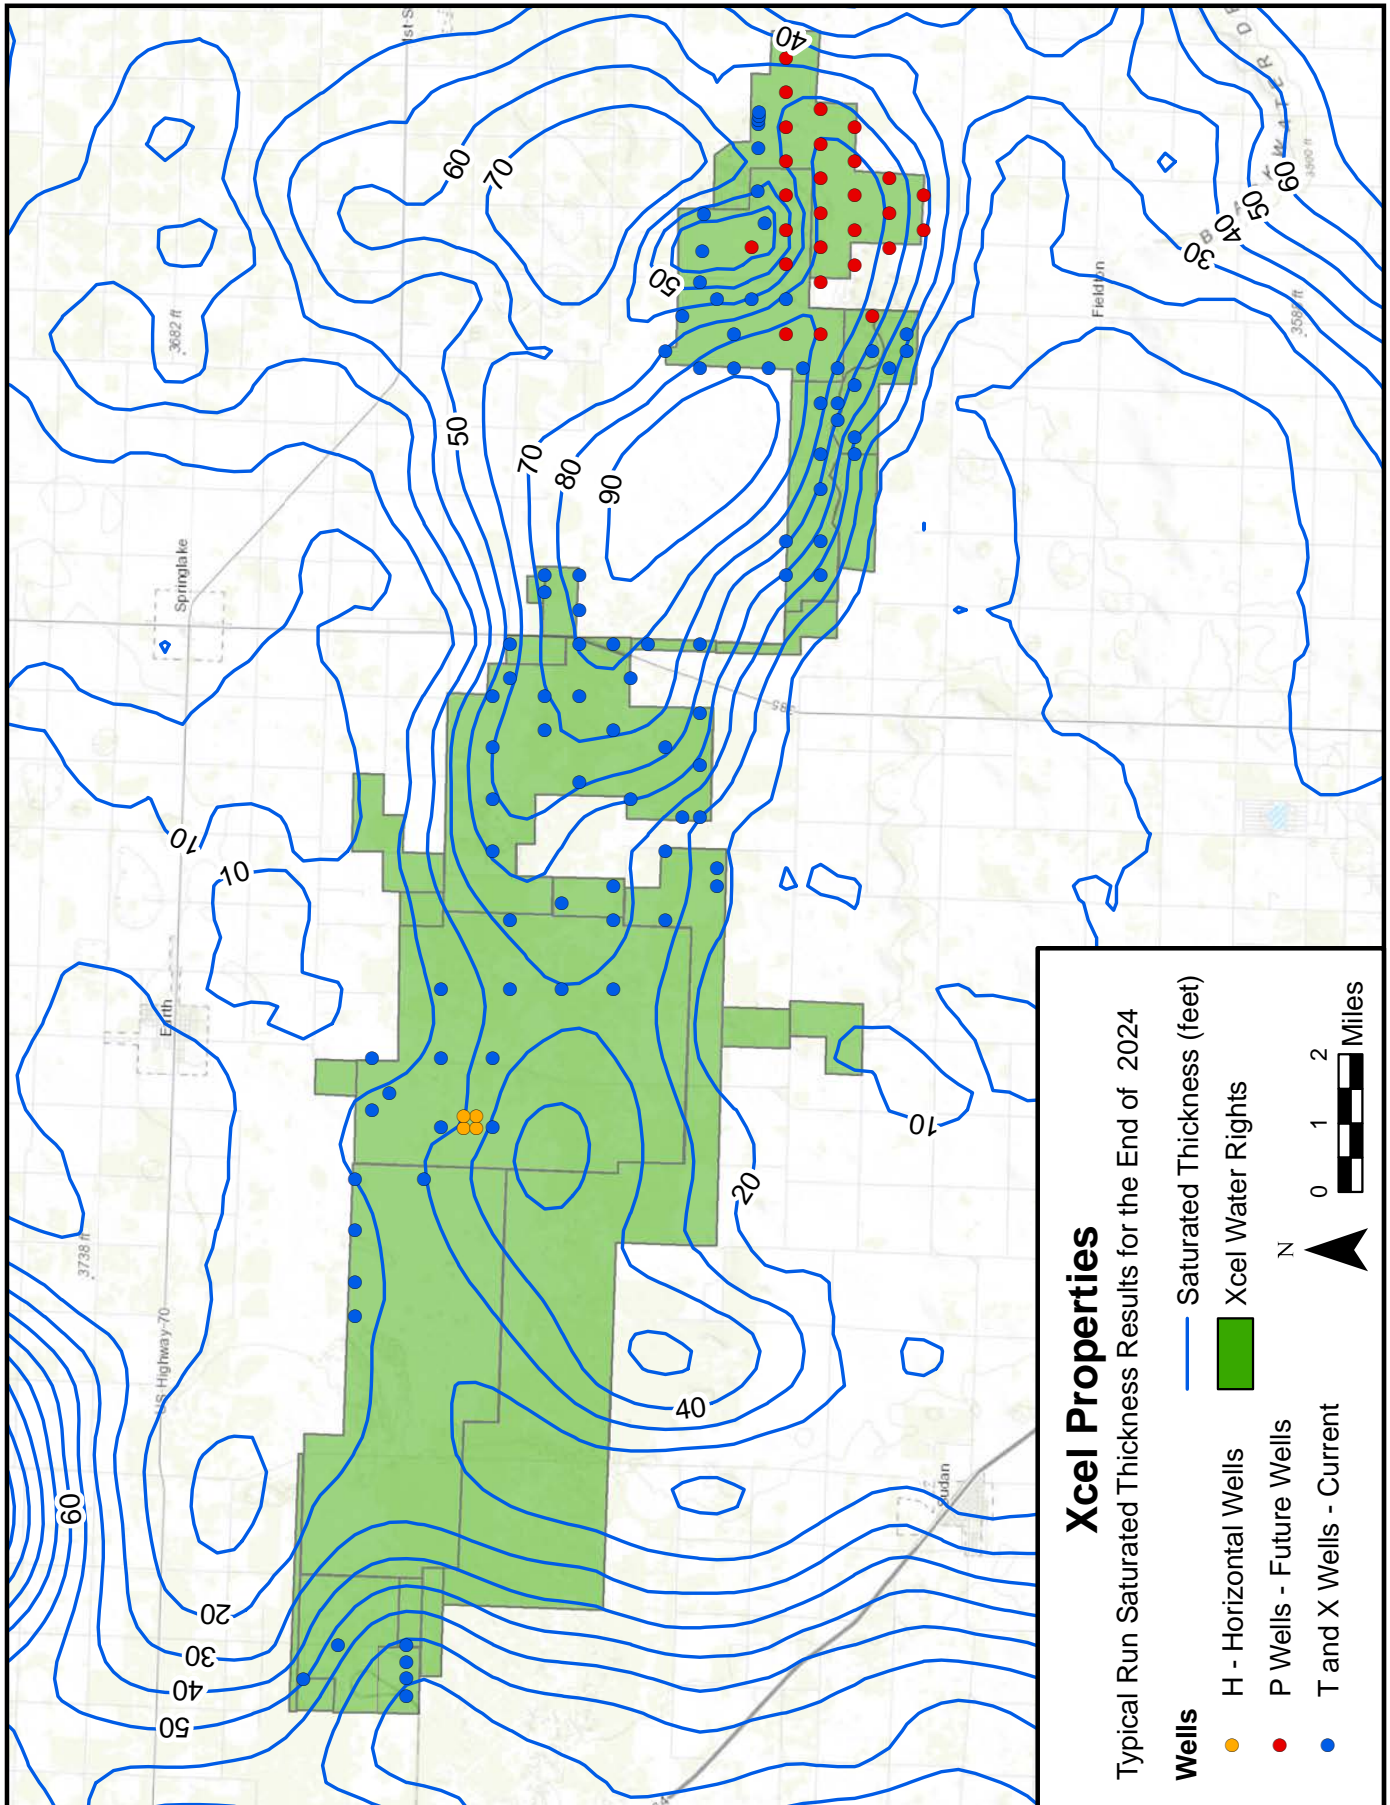 Xcel Properties
Typical Run Saturated Thickness Results for the End of 2024
Wells
H - Horizontal Wells
P Wells - Future Wells
T and X Wells - Current
Saturated Thickness (feet)
Xcel Water Rights
N
0 1 2
Miles
60
20
30
40
50
3738 ft
US Highway-70
Earth
10
10
Springlake
3682 ft
50
60
70
70
80
90
50
40
385
20
40
10
Sudan
Fieldton
3583 ft
30
40
50
60